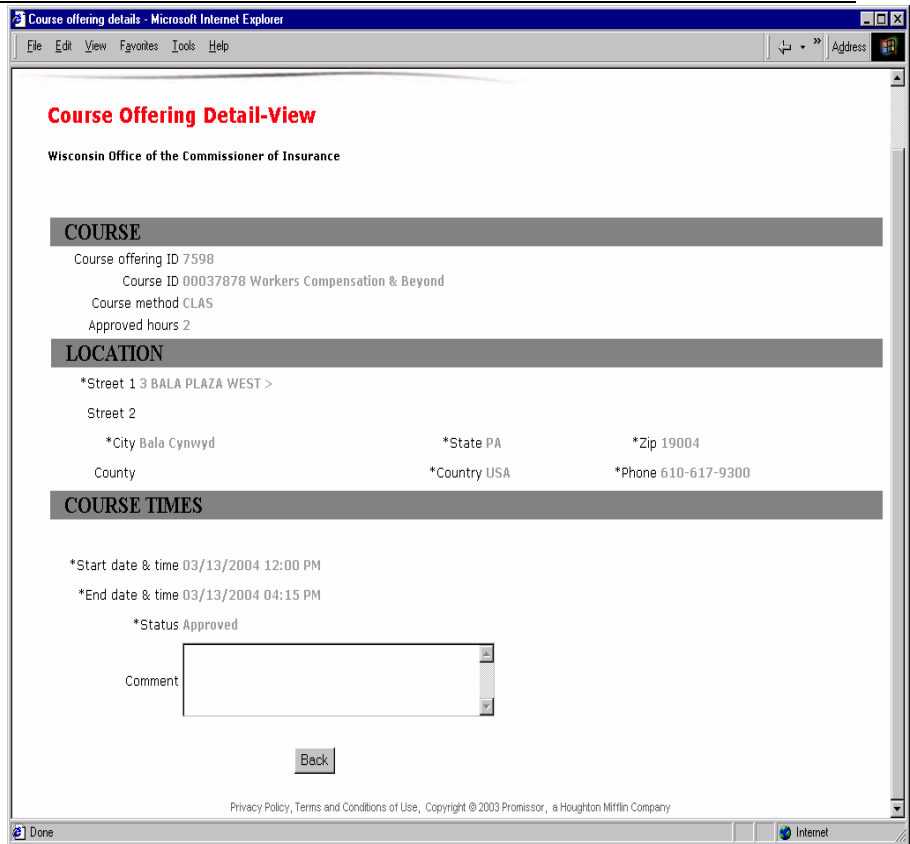 Course offering details - Microsoft Internet Explorer
File Edit View Favorites Tools Help » Address
Course Offering Detail-View
Wisconsin Office of the Commissioner of Insurance
COURSE
Course offering ID 7598
Course ID 00037878 Workers Compensation & Beyond
Course method CLAS
Approved hours 2
LOCATION
*Street 1 3 BALA PLAZA WEST >
Street 2
*City Bala Cynwyd *State PA *Zip 19004
County *Country USA *Phone 610-617-9300
COURSE TIMES
*Start date & time 03/13/2004 12:00 PM
*End date & time 03/13/2004 04:15 PM
*Status Approved
Comment
Back
Privacy Policy, Terms and Conditions of Use, Copyright © 2003 Promissor, a Houghton Mifflin Company
Done Internet